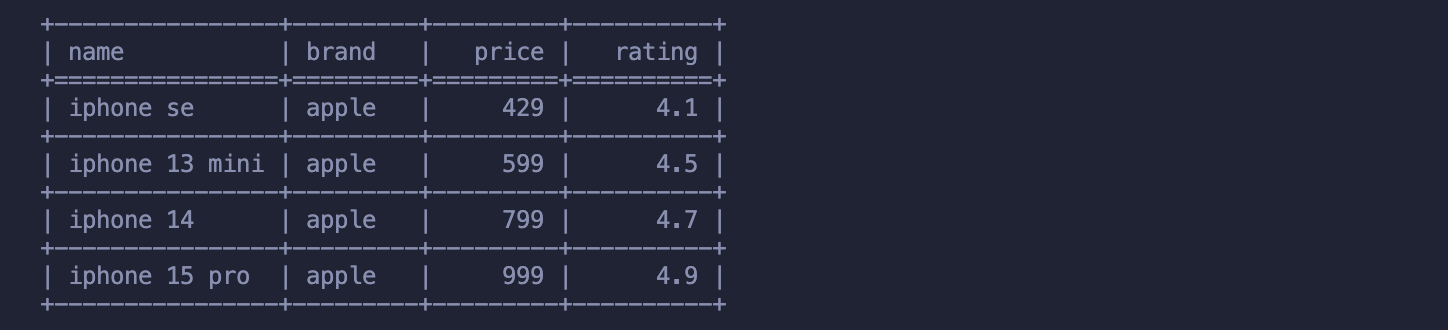 +----------------+---------+---------+----------+
| name           | brand   |   price |   rating |
+================+=========+=========+==========+
| iphone se      | apple   |     429 |      4.1 |
+----------------+---------+---------+----------+
| iphone 13 mini | apple   |     599 |      4.5 |
+----------------+---------+---------+----------+
| iphone 14      | apple   |     799 |      4.7 |
+----------------+---------+---------+----------+
| iphone 15 pro  | apple   |     999 |      4.9 |
+----------------+---------+---------+----------+